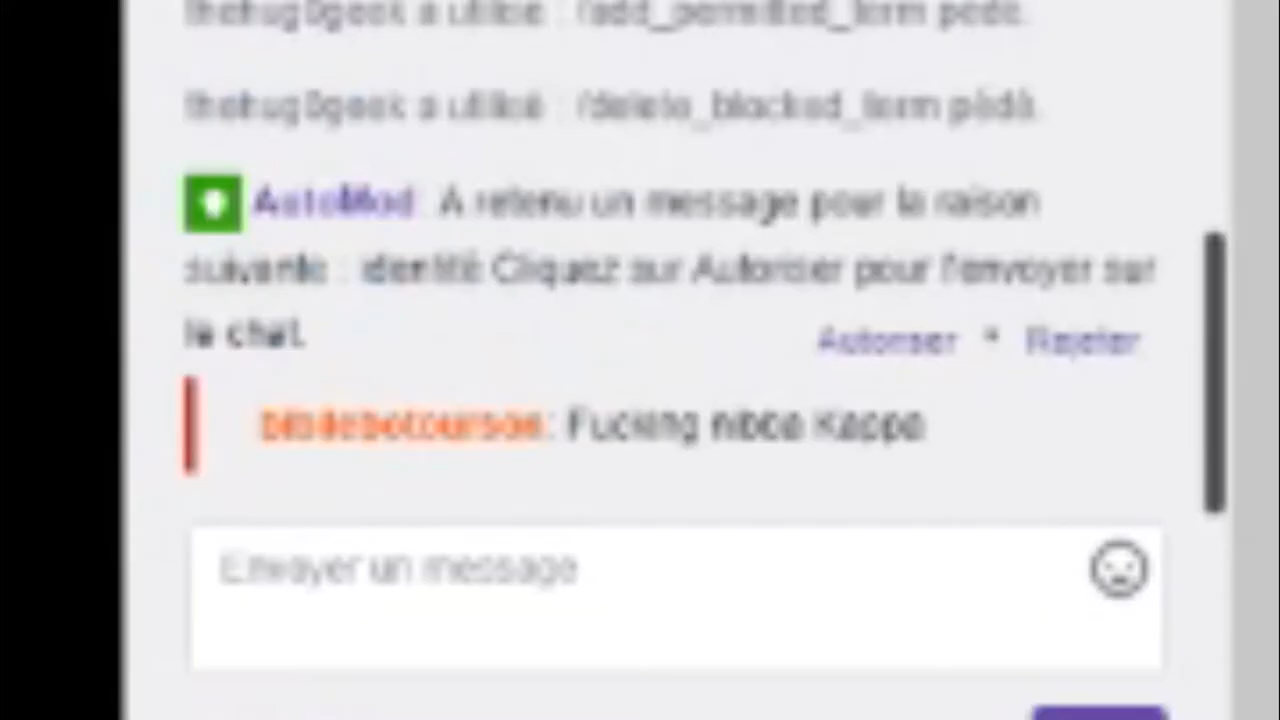 thehug0geek a utilisé : /add_permitted_term pédé.
thehug0geek a utilisé : /delete_blocked_term pédé.
AutoMod: A retenu un message pour la raison
suivante : identité Cliquez sur Autoriser pour l'envoyer sur
le chat.
Autoriser • Rejeter
: Fucking nibba Kappa
Envoyer un message